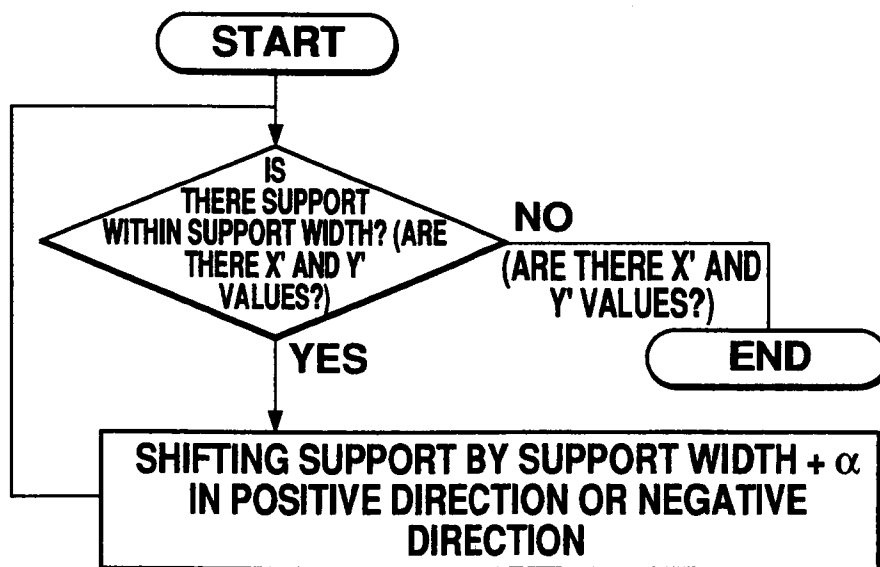 START
IS
THERE SUPPORT
WITHIN SUPPORT WIDTH? (ARE
THERE X' AND Y'
VALUES?)
NO
(ARE THERE X' AND
Y' VALUES?)
END
YES
SHIFTING SUPPORT BY SUPPORT WIDTH + α
IN POSITIVE DIRECTION OR NEGATIVE
DIRECTION